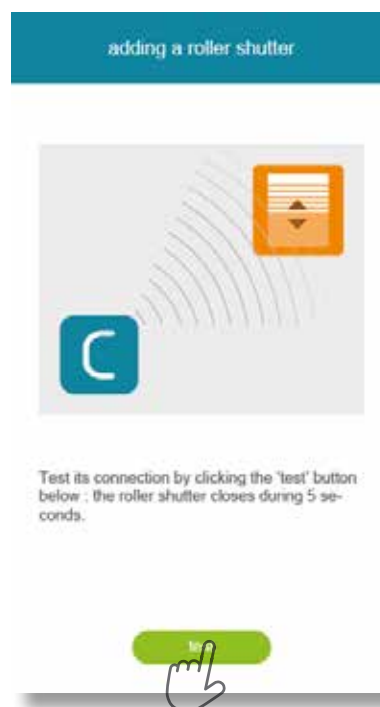 adding a roller shutter
Test its connection by clicking the 'test' button
below : the roller shutter closes during 5 se-
conds.